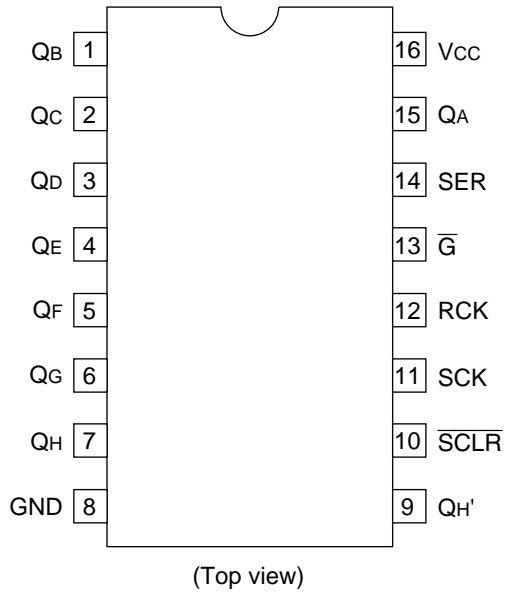 QB 1 16 VCC
QC 2 15 QA
QD 3 14 SER
QE 4 13 G̅
QF 5 12 RCK
QG 6 11 SCK
QH 7 10 S̅C̅L̅R̅
GND 8 9 QH'
(Top view)